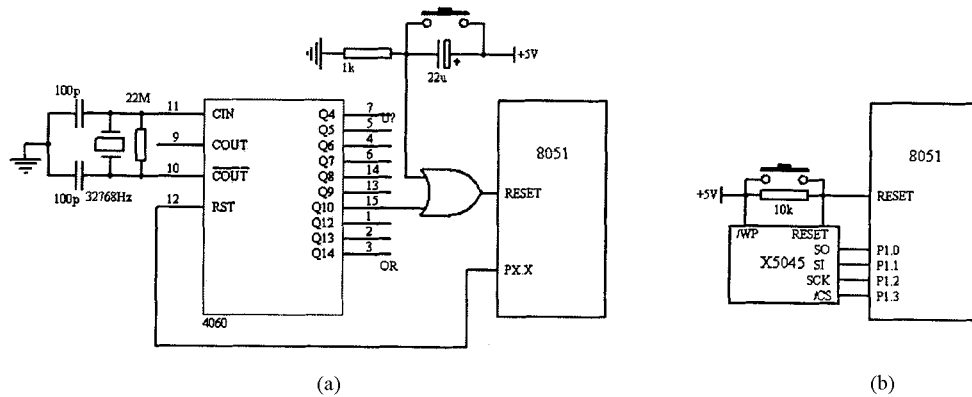 1k
22u
+
+5V
100p
22M
11
CIN
9
COUT
10
COUT
100p
32768Hz
12
RST
4060
Q4
7
U?
Q5
5
Q6
4
Q7
6
Q8
14
Q9
13
Q10
15
Q12
1
Q13
2
Q14
3
OR
8051
RESET
PX.X
(a)
8051
+5V
10k
RESET
/WP
RESET
X5045
SO
P1.0
SI
P1.1
SCK
P1.2
/CS
P1.3
(b)